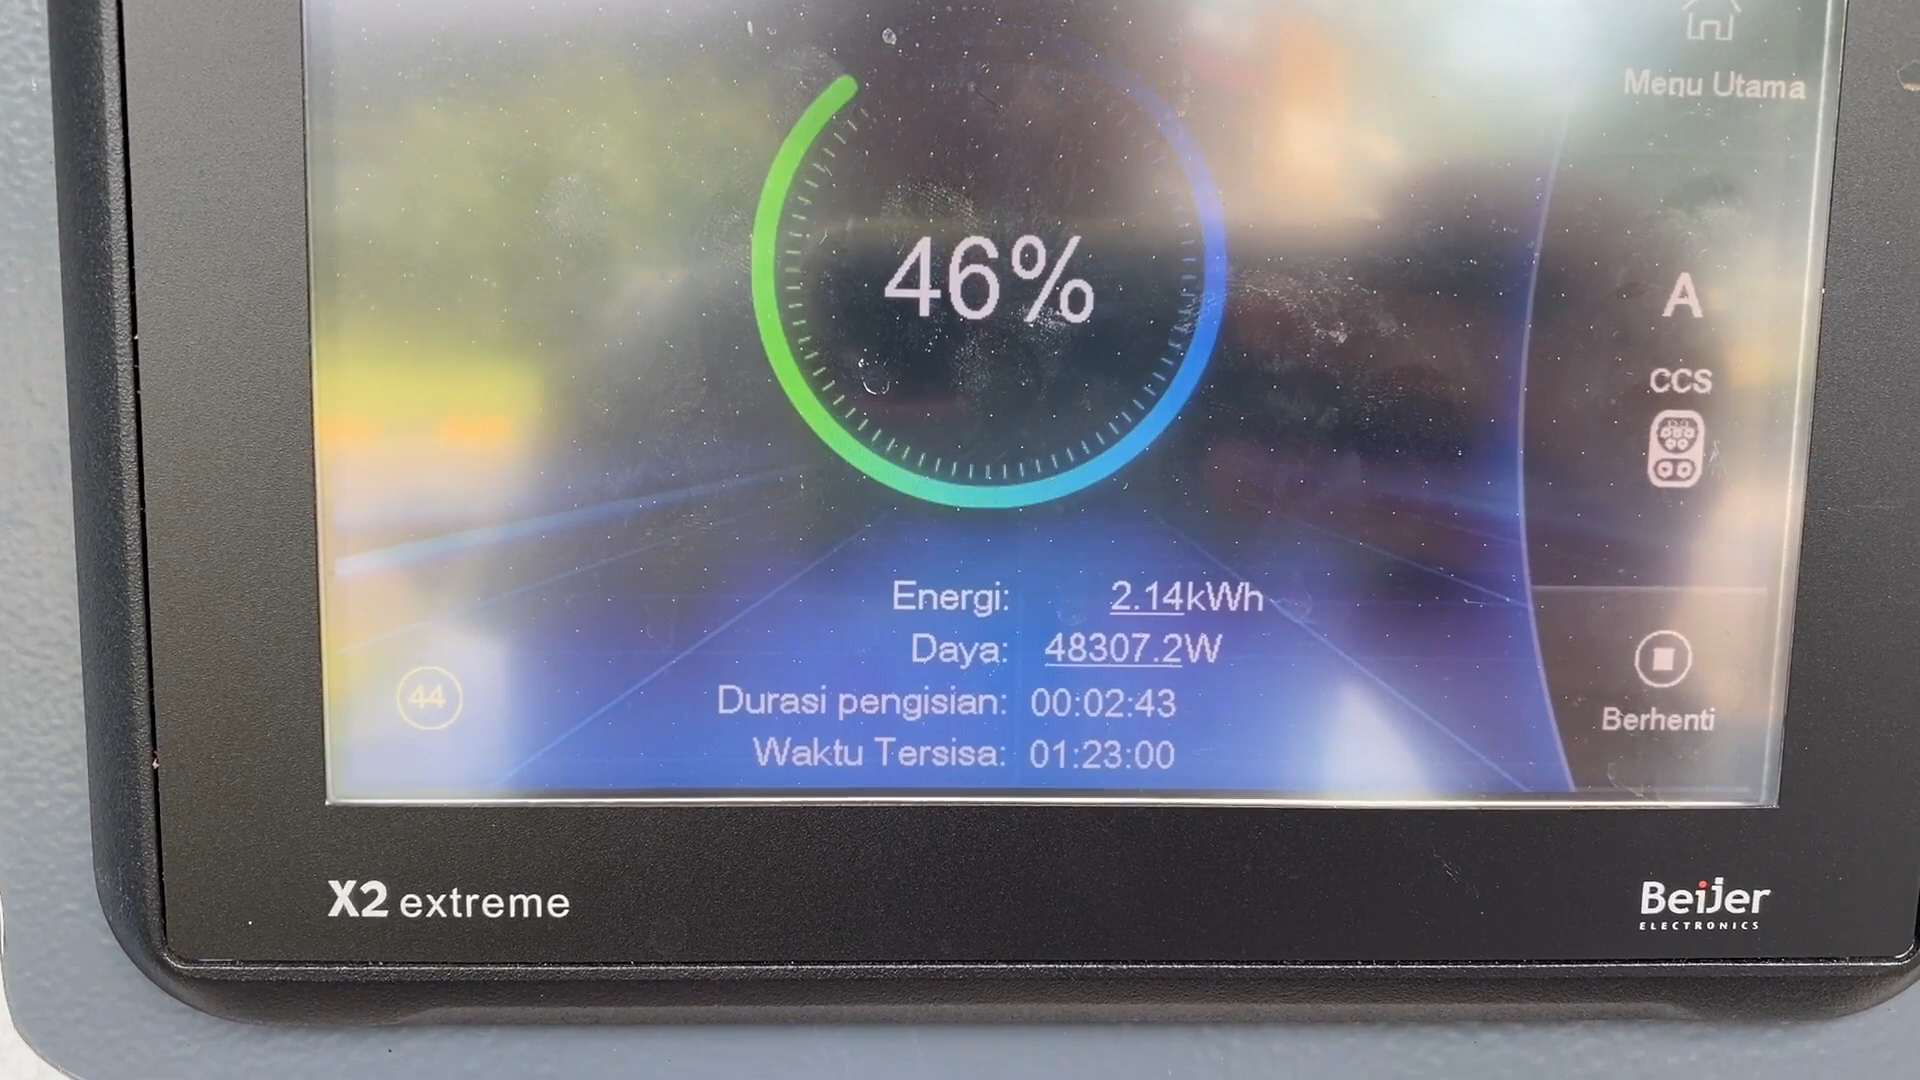 Menu Utama
46%
A
CCS
Energi: 2.14kWh
Daya: 48307.2W
Durasi pengisian: 00:02:43
Waktu Tersisa: 01:23:00
44
Berhenti
X2 extreme
Beijer
ELECTRONICS